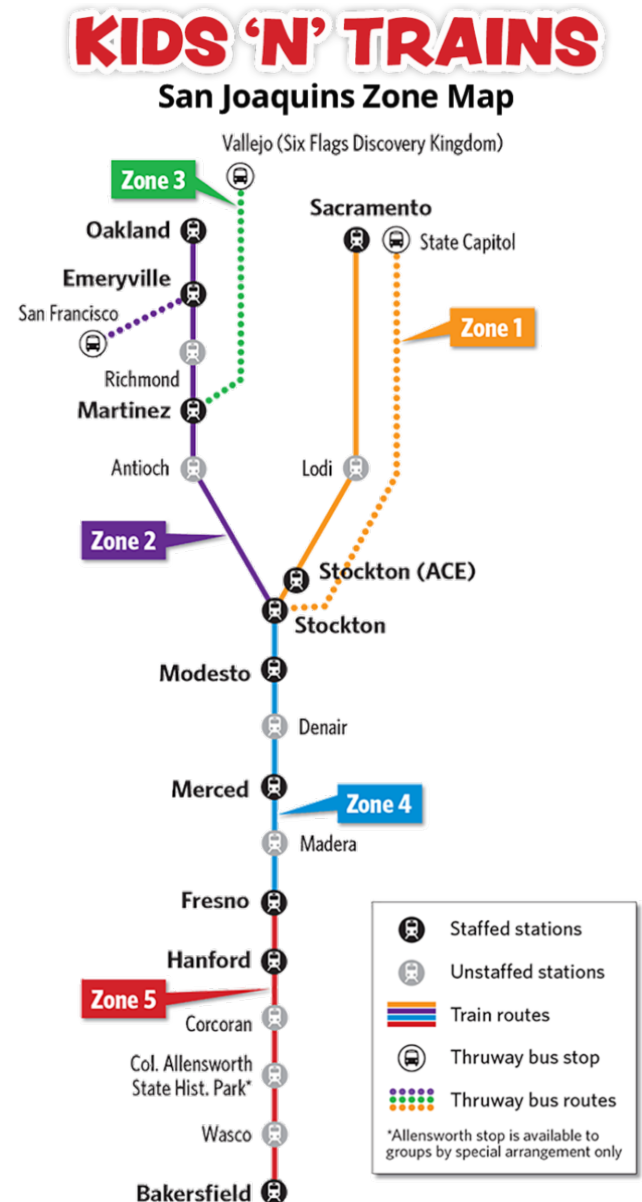 KIDS ‘N’ TRAINS
San Joaquins Zone Map
Vallejo (Six Flags Discovery Kingdom)
Zone 3
Sacramento
Oakland
State Capitol
Emeryville
San Francisco
Zone 1
Richmond
Martinez
Antioch
Lodi
Zone 2
Stockton (ACE)
Stockton
Modesto
Denair
Merced
Zone 4
Madera
Fresno
Staffed stations
Hanford
Unstaffed stations
Zone 5
Train routes
Corcoran
Thruway bus stop
Col. Allensworth
State Hist. Park*
Thruway bus routes
Wasco
*Allensworth stop is available to
groups by special arrangement only
Bakersfield